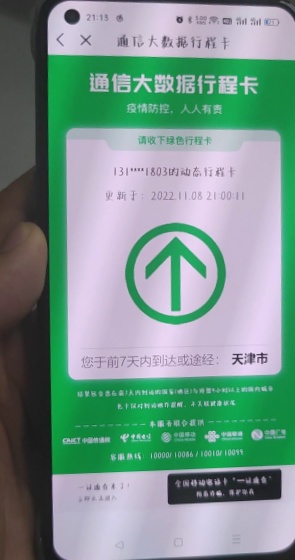 21:13
通信大数据行程卡
通信大数据行程卡
疫情防控，人人有责
请收下绿色行程卡
131****1803的动态行程卡
更新于：2022.11.08 21:00:11
您于前7天内到达或途经： 天津市
本服务联合提供
CAICT 中国信通院 中国电信 中国移动 中国联通 中国广电
客服热线：10000/10086/10010/10099
一证通查来了！
全国移动电话卡“一证通查”